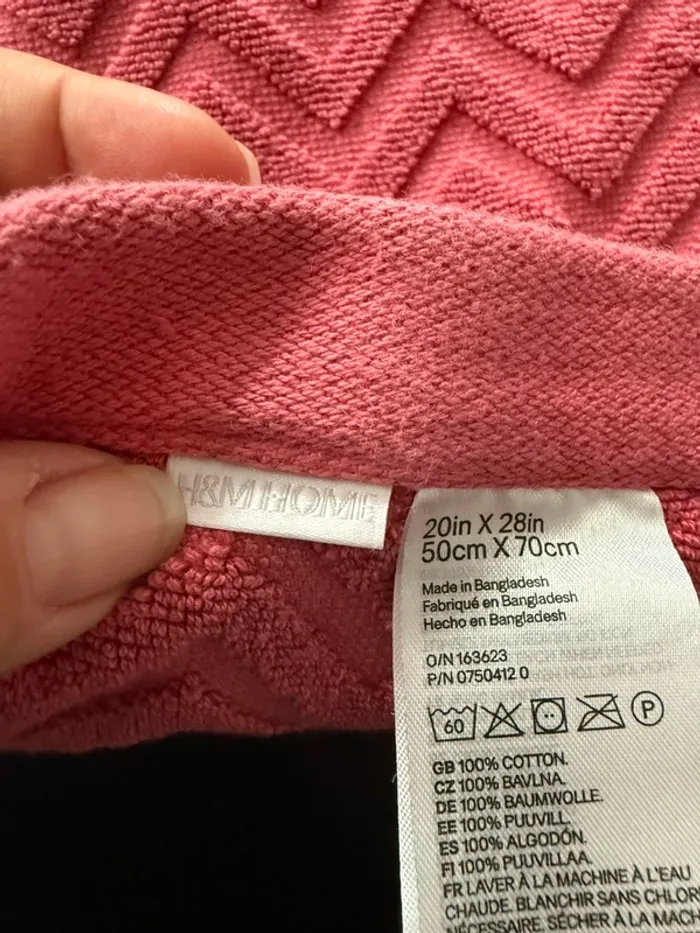 H&M HOME
20in X 28in
50cm X 70cm
Made in Bangladesh
Fabriqué en Bangladesh
Hecho en Bangladesh
O/N 163623
P/N 0750412 0
60
P
GB 100% COTTON.
CZ 100% BAVLNA.
DE 100% BAUMWOLLE.
EE 100% PUUVILL.
ES 100% ALGODÓN.
FI 100% PUUVILLAA.
FR LAVER À LA MACHINE À L'EAU
CHAUDE. BLANCHIR SANS CHLOR
NÉCESSAIRE. SÉCHER À LA MACH